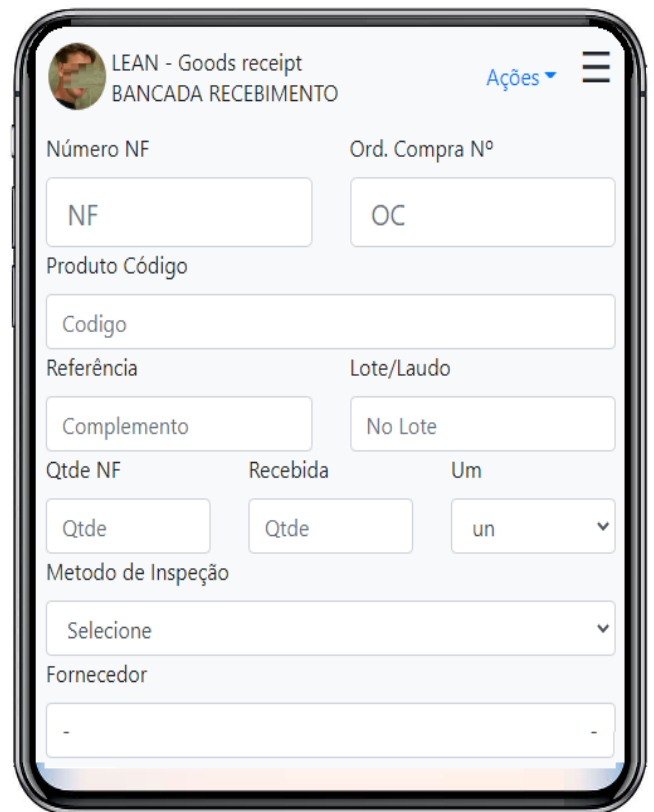 LEAN - Goods receipt
BANCADA RECEBIMENTO
Ações
Número NF Ord. Compra Nº
NF OC
Produto Código
Codigo
Referência Lote/Laudo
Complemento No Lote
Qtde NF Recebida Um
Qtde Qtde un
Metodo de Inspeção
Selecione
Fornecedor
- -